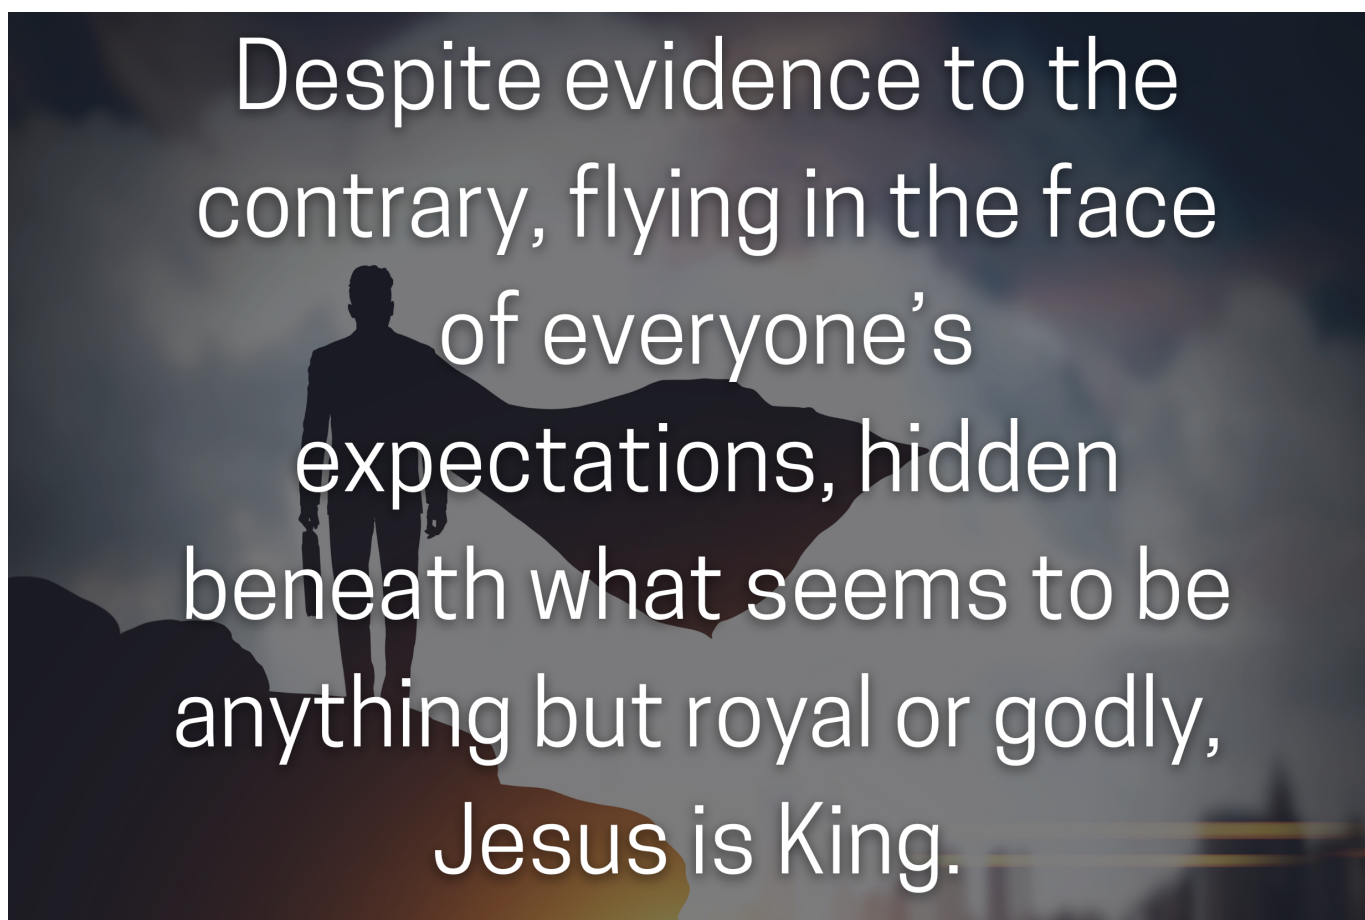 Despite evidence to the
contrary, flying in the face
of everyone’s
expectations, hidden
beneath what seems to be
anything but royal or godly,
Jesus is King.